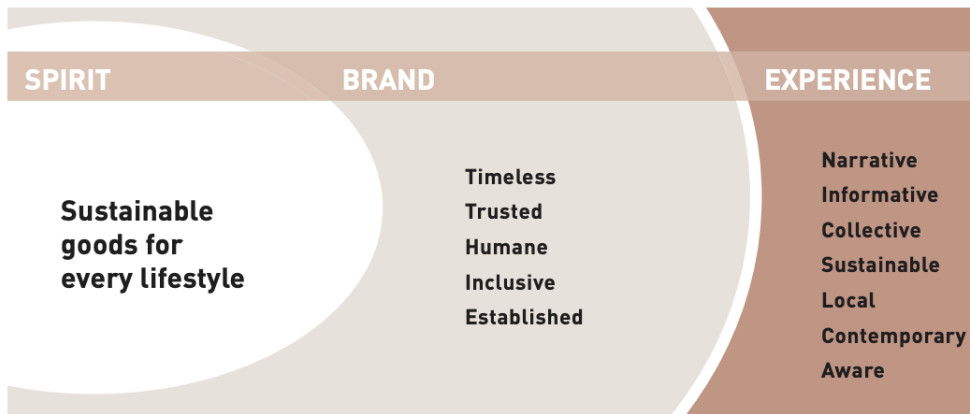 SPIRIT
BRAND
EXPERIENCE
Sustainable
goods for
every lifestyle
Timeless
Trusted
Humane
Inclusive
Established
Narrative
Informative
Collective
Sustainable
Local
Contemporary
Aware